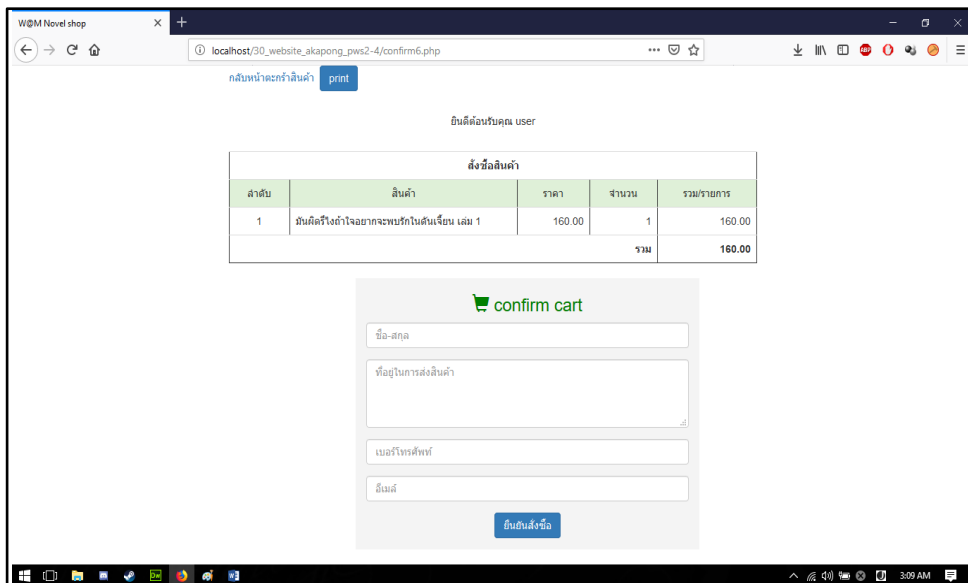 W@M Novel shop
localhost/30_website_akapong_pws2-4/confirm6.php
กลับหน้าตะกร้าสินค้า print
ยินดีต้อนรับคุณ user
สั่งซื้อสินค้า
ลำดับ สินค้า ราคา จำนวน รวม/รายการ
1 มันผิดรึไงถ้าใจอยากจะพบรักในดันเจี้ยน เล่ม 1 160.00 1 160.00
รวม 160.00
confirm cart
ชื่อ-สกุล
ที่อยู่ในการส่งสินค้า
เบอร์โทรศัพท์
อีเมล์
ยืนยันสั่งซื้อ
ABP
Dw
3:09 AM